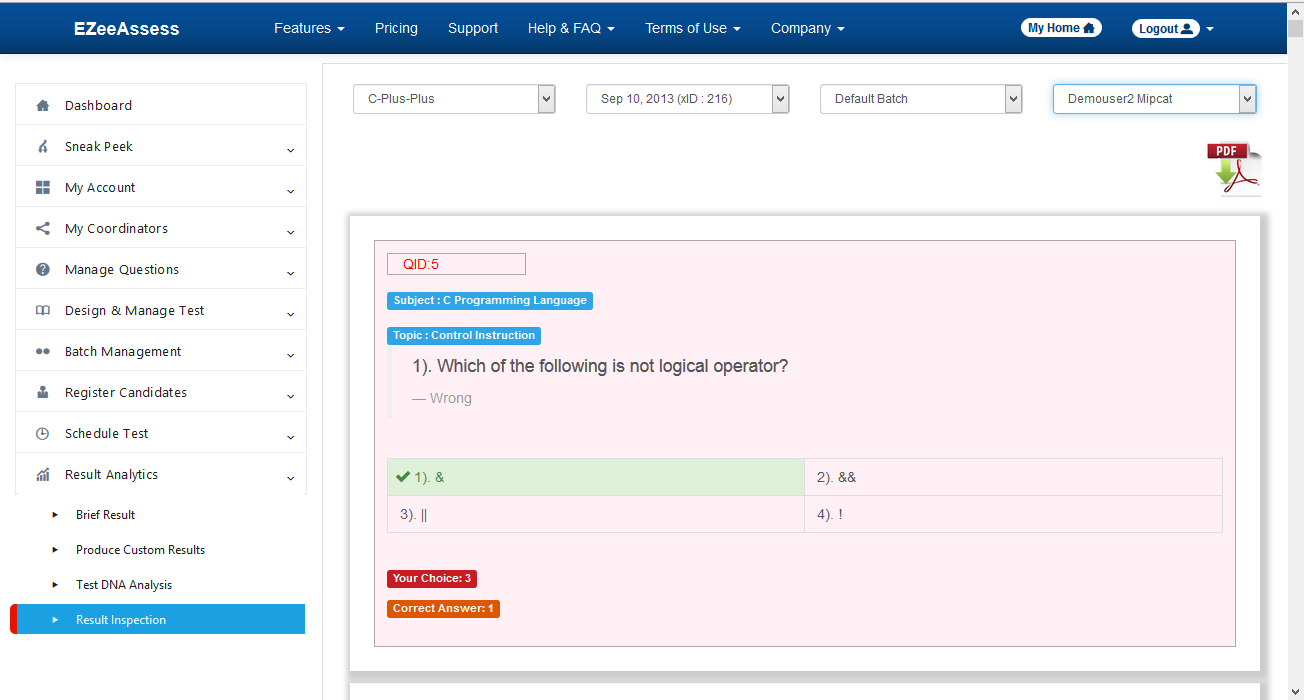 EZeeAssess
Features
Pricing
Support
Help & FAQ
Terms of Use
Company
My Home
Logout
Dashboard
Sneak Peek
My Account
My Coordinators
Manage Questions
Design & Manage Test
Batch Management
Register Candidates
Schedule Test
Result Analytics
Brief Result
Produce Custom Results
Test DNA Analysis
Result Inspection
C-Plus-Plus
Sep 10, 2013 (xID : 216)
Default Batch
Demouser2 Mipcat
PDF
QID:5
Subject : C Programming Language
Topic : Control Instruction
1). Which of the following is not logical operator?
— Wrong
1). &
2). &&
3). ||
4). !
Your Choice: 3
Correct Answer: 1